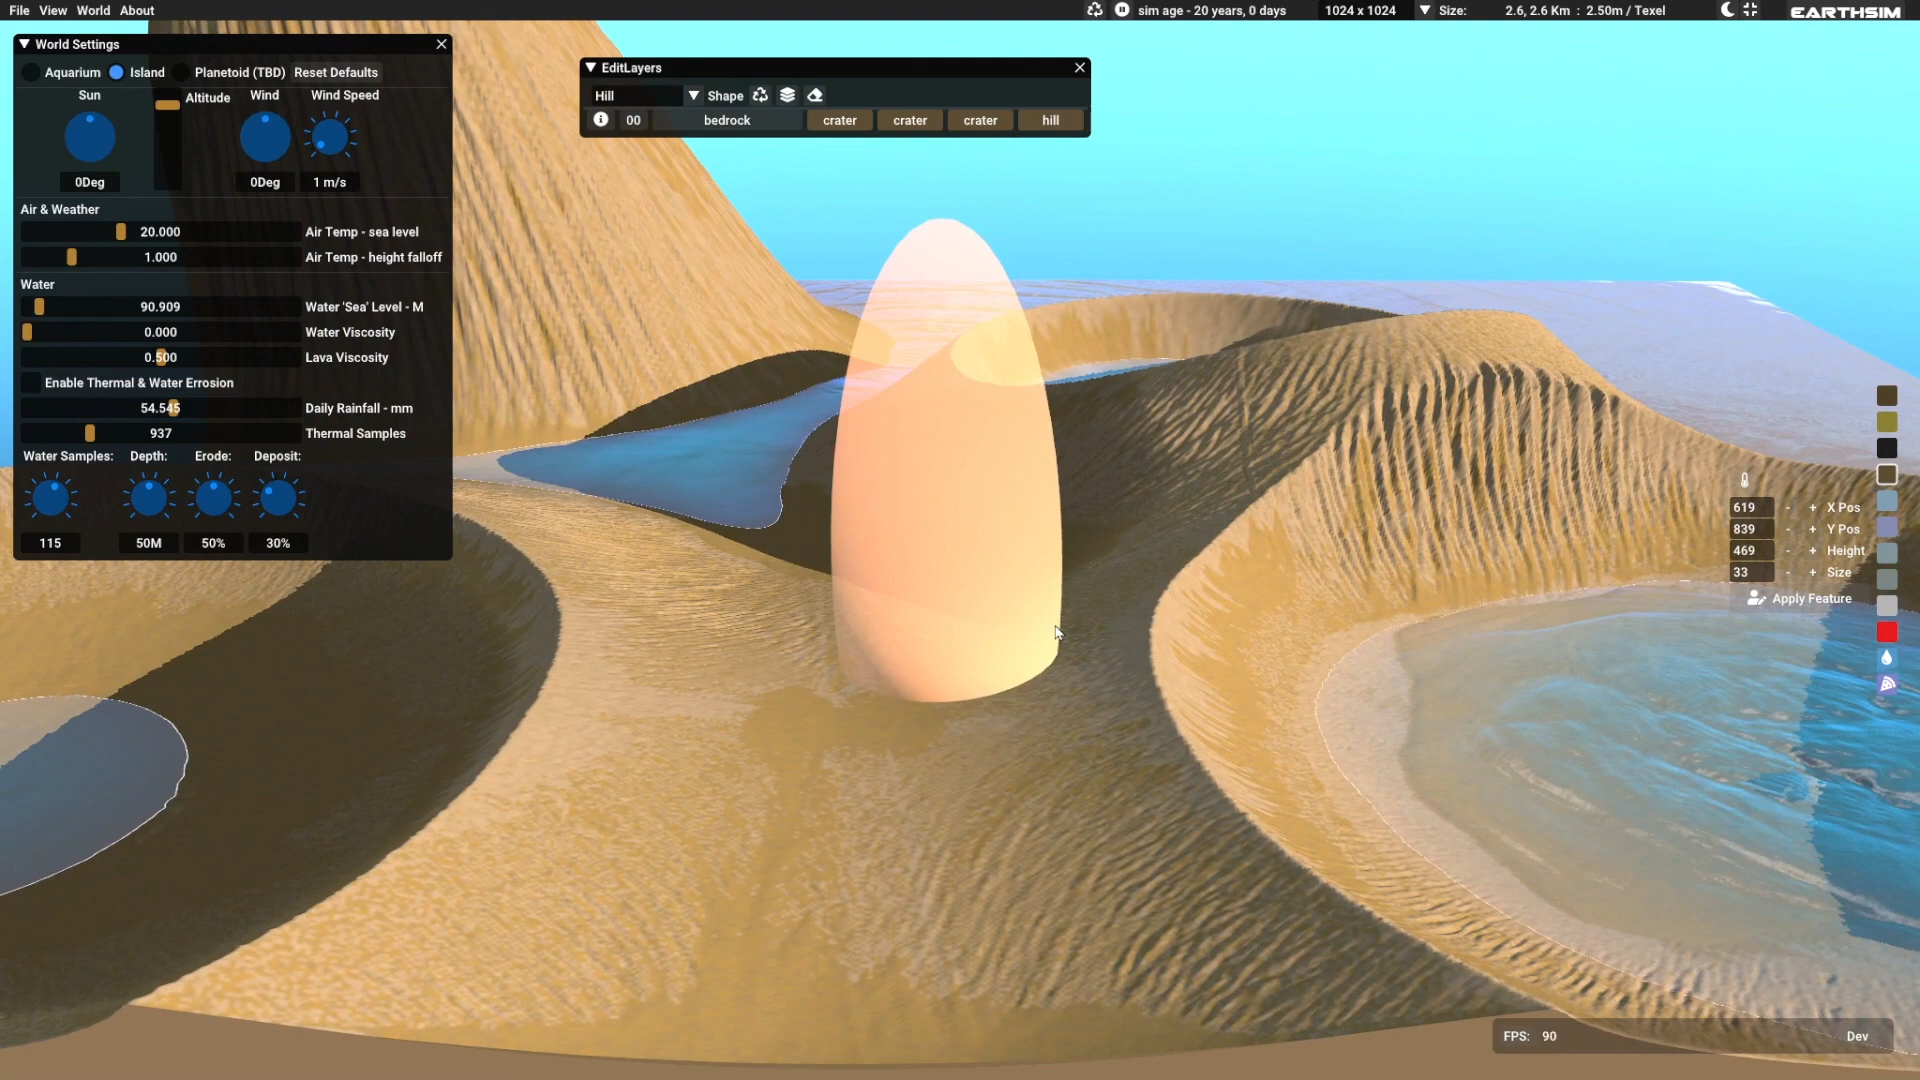 File View World About
sim age - 20 years, 0 days 1024 x 1024 Size: 2.6, 2.6 Km : 2.50m / Texel EARTHSIM
World Settings
Aquarium Island Planetoid (TBD) Reset Defaults
Sun Altitude Wind Wind Speed
0Deg 0Deg 1 m/s
Air & Weather
20.000 Air Temp - sea level
1.000 Air Temp - height falloff
Water
90.909 Water 'Sea' Level - M
0.000 Water Viscosity
0.500 Lava Viscosity
Enable Thermal & Water Errosion
54.545 Daily Rainfall - mm
937 Thermal Samples
Water Samples: Depth: Erode: Deposit:
115 50M 50% 30%
EditLayers
Hill Shape
00 bedrock crater crater crater hill
619 - + X Pos
839 - + Y Pos
469 - + Height
33 - + Size
Apply Feature
FPS: 90 Dev